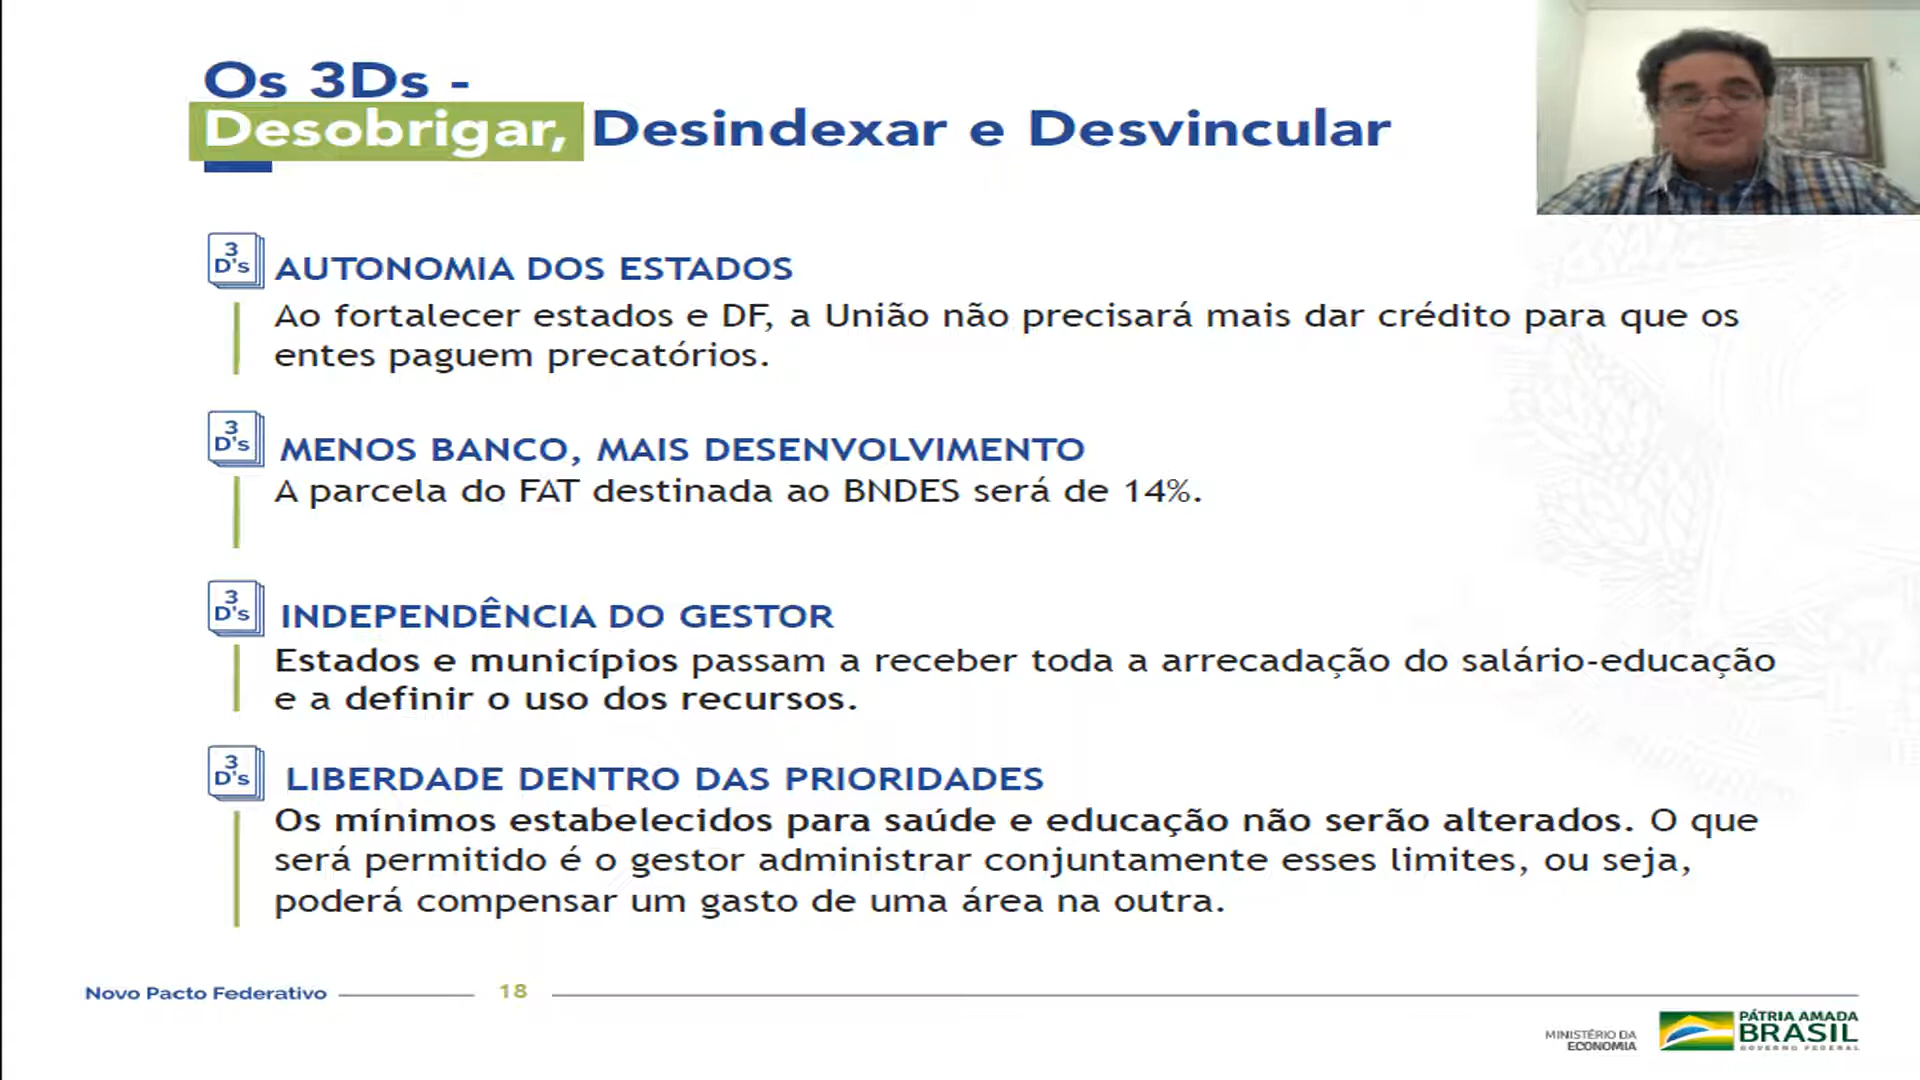 Os 3Ds -
Desobrigar, Desindexar e Desvincular
3
D's
AUTONOMIA DOS ESTADOS
Ao fortalecer estados e DF, a União não precisará mais dar crédito para que os
entes paguem precatórios.
3
D's
MENOS BANCO, MAIS DESENVOLVIMENTO
A parcela do FAT destinada ao BNDES será de 14%.
3
D's
INDEPENDÊNCIA DO GESTOR
Estados e municípios passam a receber toda a arrecadação do salário-educação
e a definir o uso dos recursos.
3
D's
LIBERDADE DENTRO DAS PRIORIDADES
Os mínimos estabelecidos para saúde e educação não serão alterados. O que
será permitido é o gestor administrar conjuntamente esses limites, ou seja,
poderá compensar um gasto de uma área na outra.
Novo Pacto Federativo
18
MINISTÉRIO DA
ECONOMIA
PÁTRIA AMADA
BRASIL
GOVERNO FEDERAL